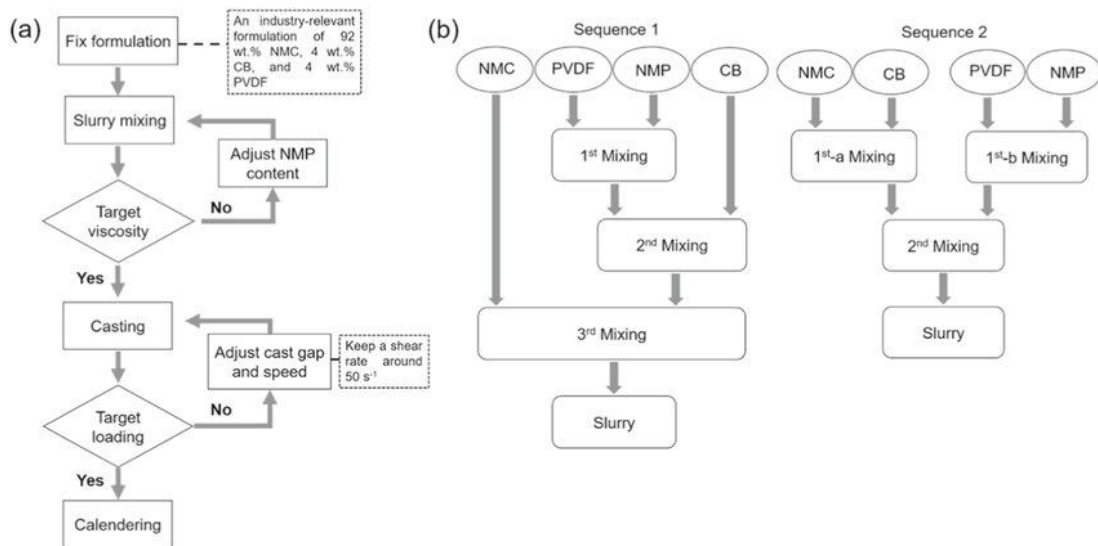 (a)
Fix formulation
An industry-relevant
formulation of 92
wt.% NMC, 4 wt.%
CB, and 4 wt.%
PVDF
Slurry mixing
Adjust NMP
content
Target
viscosity
No
Yes
Casting
Adjust cast gap
and speed
Keep a shear
rate around
50 s⁻¹
Target
loading
No
Yes
Calendering
(b)
Sequence 1
NMC PVDF NMP CB
1st Mixing
2nd Mixing
3rd Mixing
Slurry
Sequence 2
NMC CB PVDF NMP
1st-a Mixing 1st-b Mixing
2nd Mixing
Slurry